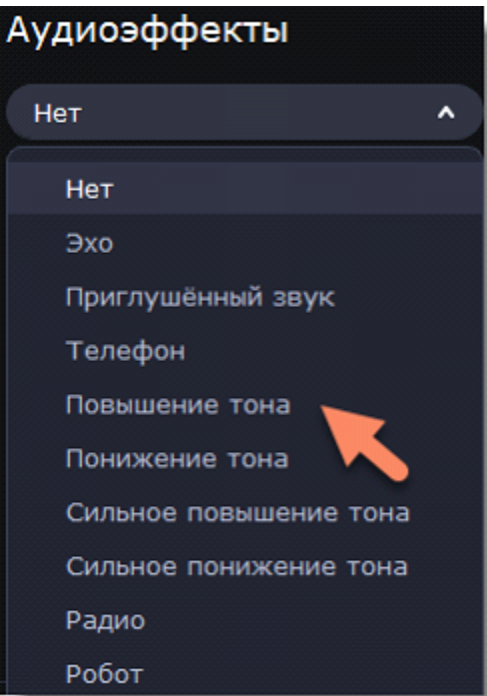 Аудиоэффекты
Нет
Нет
Эхо
Приглушённый звук
Телефон
Повышение тона
Понижение тона
Сильное повышение тона
Сильное понижение тона
Радио
Робот